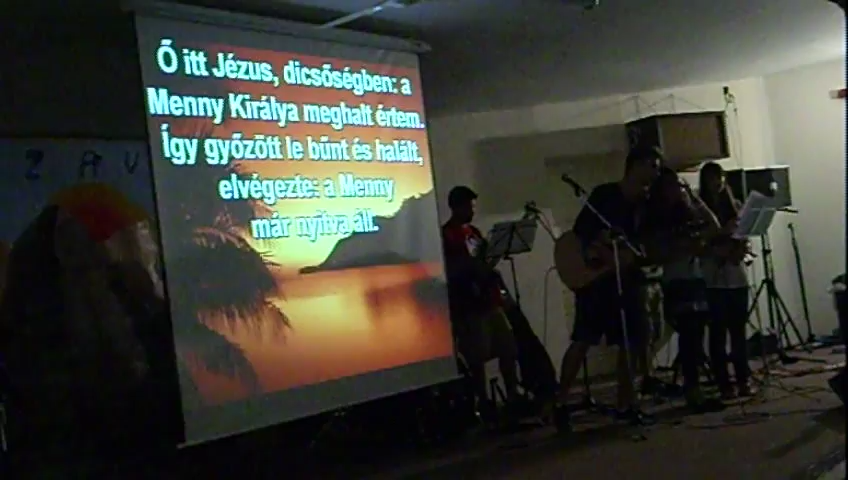 Ő itt Jézus, dicsőségben: a
Menny Királya meghalt értem.
Így győzött le bűnt és halált,
elvégezte: a Menny
már nyitva áll.
Z A V